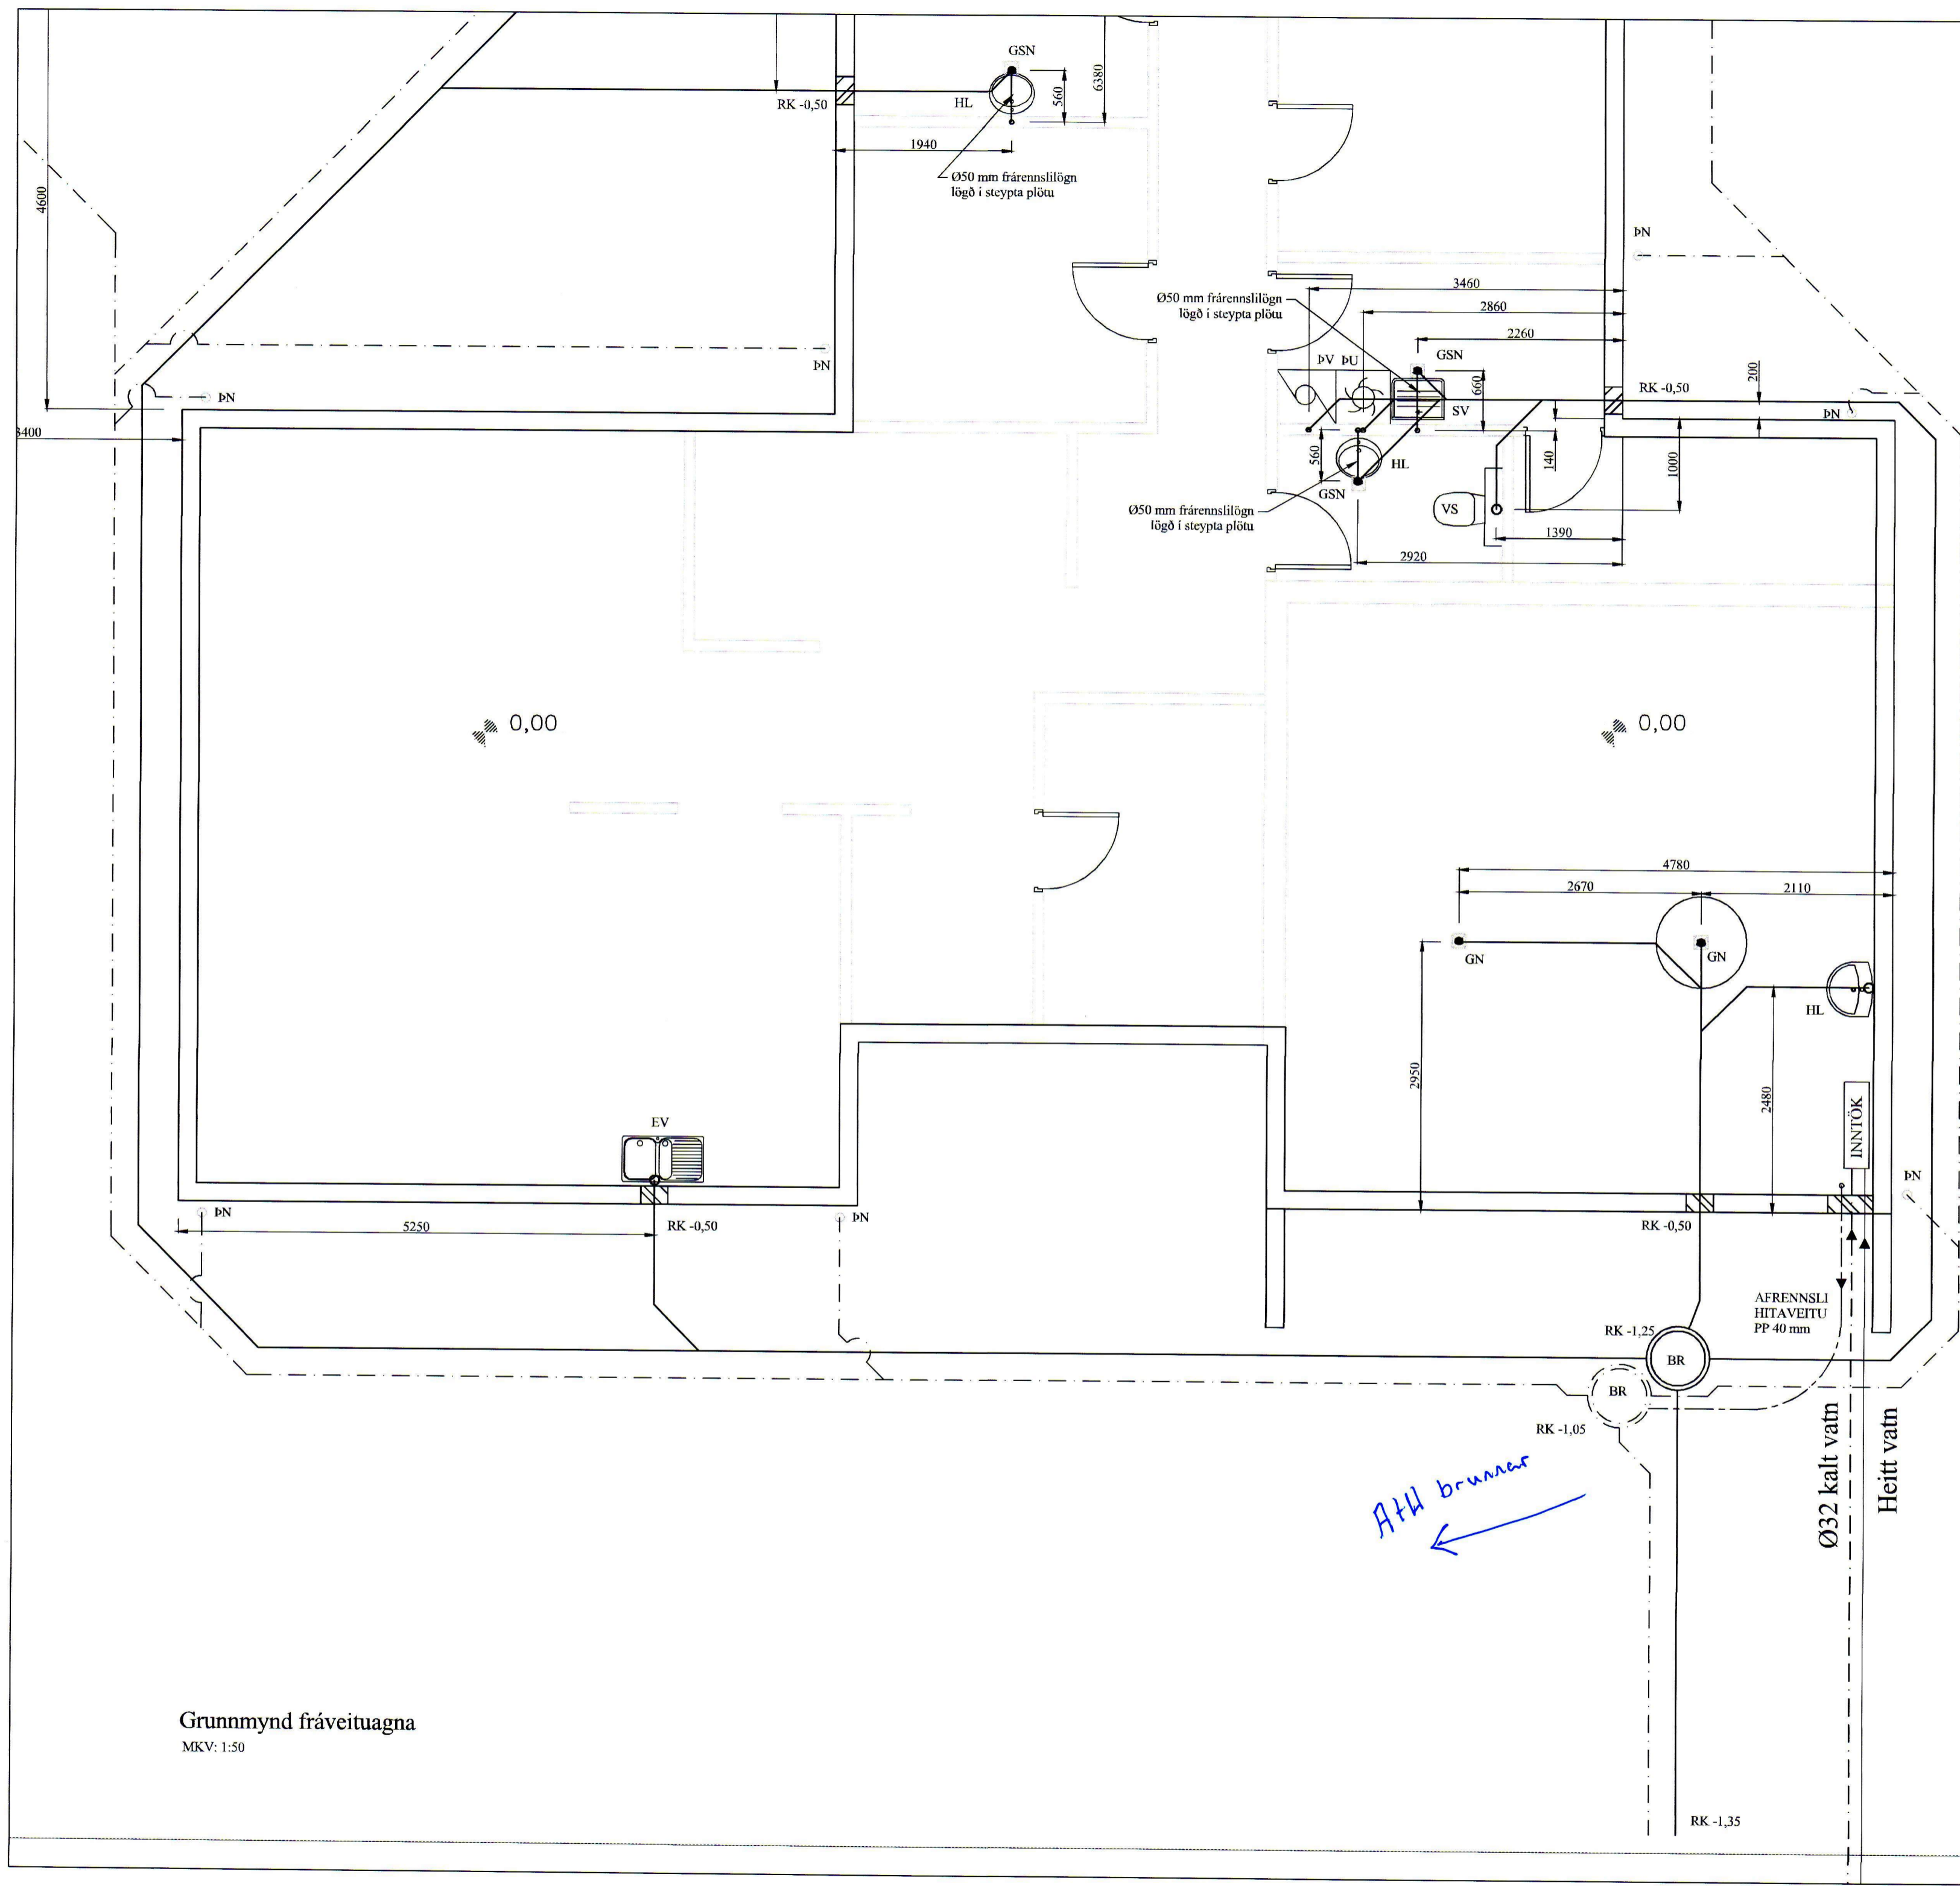 GSN
RK -0,50
HL
560
6380
1940
Ø50 mm frárennslilögn
lögð í steypta plötu
4600
ÞN
3460
Ø50 mm frárennslilögn
lögð í steypta plötu
2860
2260
ÞN
ÞV ÞU
GSN
660
200
RK -0,50
ÞN
SV
ÞN
3400
560
HL
140
1000
GSN
Ø50 mm frárennslilögn
lögð í steypta plötu
VS
1390
2920
0,00
0,00
4780
2670
2110
GN
GN
HL
2950
2480
EV
INNTÖK
ÞN
ÞN
5250
RK -0,50
ÞN
RK -0,50
AFRENNSLI
HITAVEITU
PP 40 mm
RK -1,25
BR
BR
RK -1,05
Ø32 kalt vatn
Heitt vatn
AtH brunnar
Grunnmynd fráveituagna
MKV: 1:50
RK -1,35